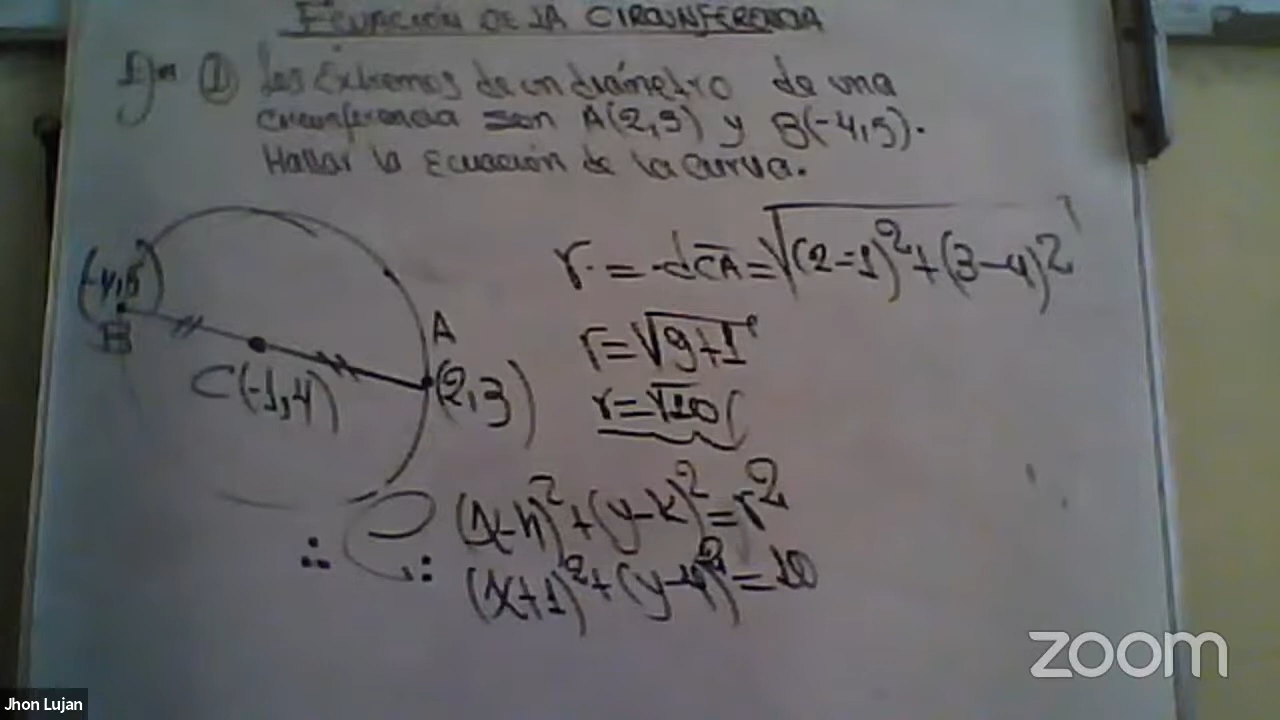 ECUACIÓN DE LA CIRCUNFERENCIA
Ejm ① Los Extremos de un diámetro de una
circunferencia son A(2,3) y B(-4,5).
Hallar la Ecuación de la curva.
(-4,5)
B
A
(2,3)
C(-1,4)
r = dCA = √(2--1)²+(3-4)²
r=√9+1
r=√10
(x-h)²+(y-k)²=r²
∴ C: (x+1)²+(y-4)²=10
zoom
Jhon Lujan